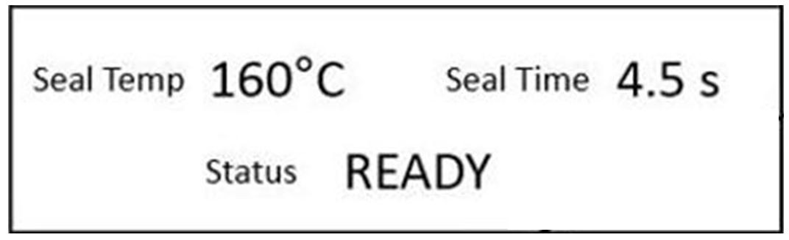 Seal Temp 160°C Seal Time 4.5 s
Status READY